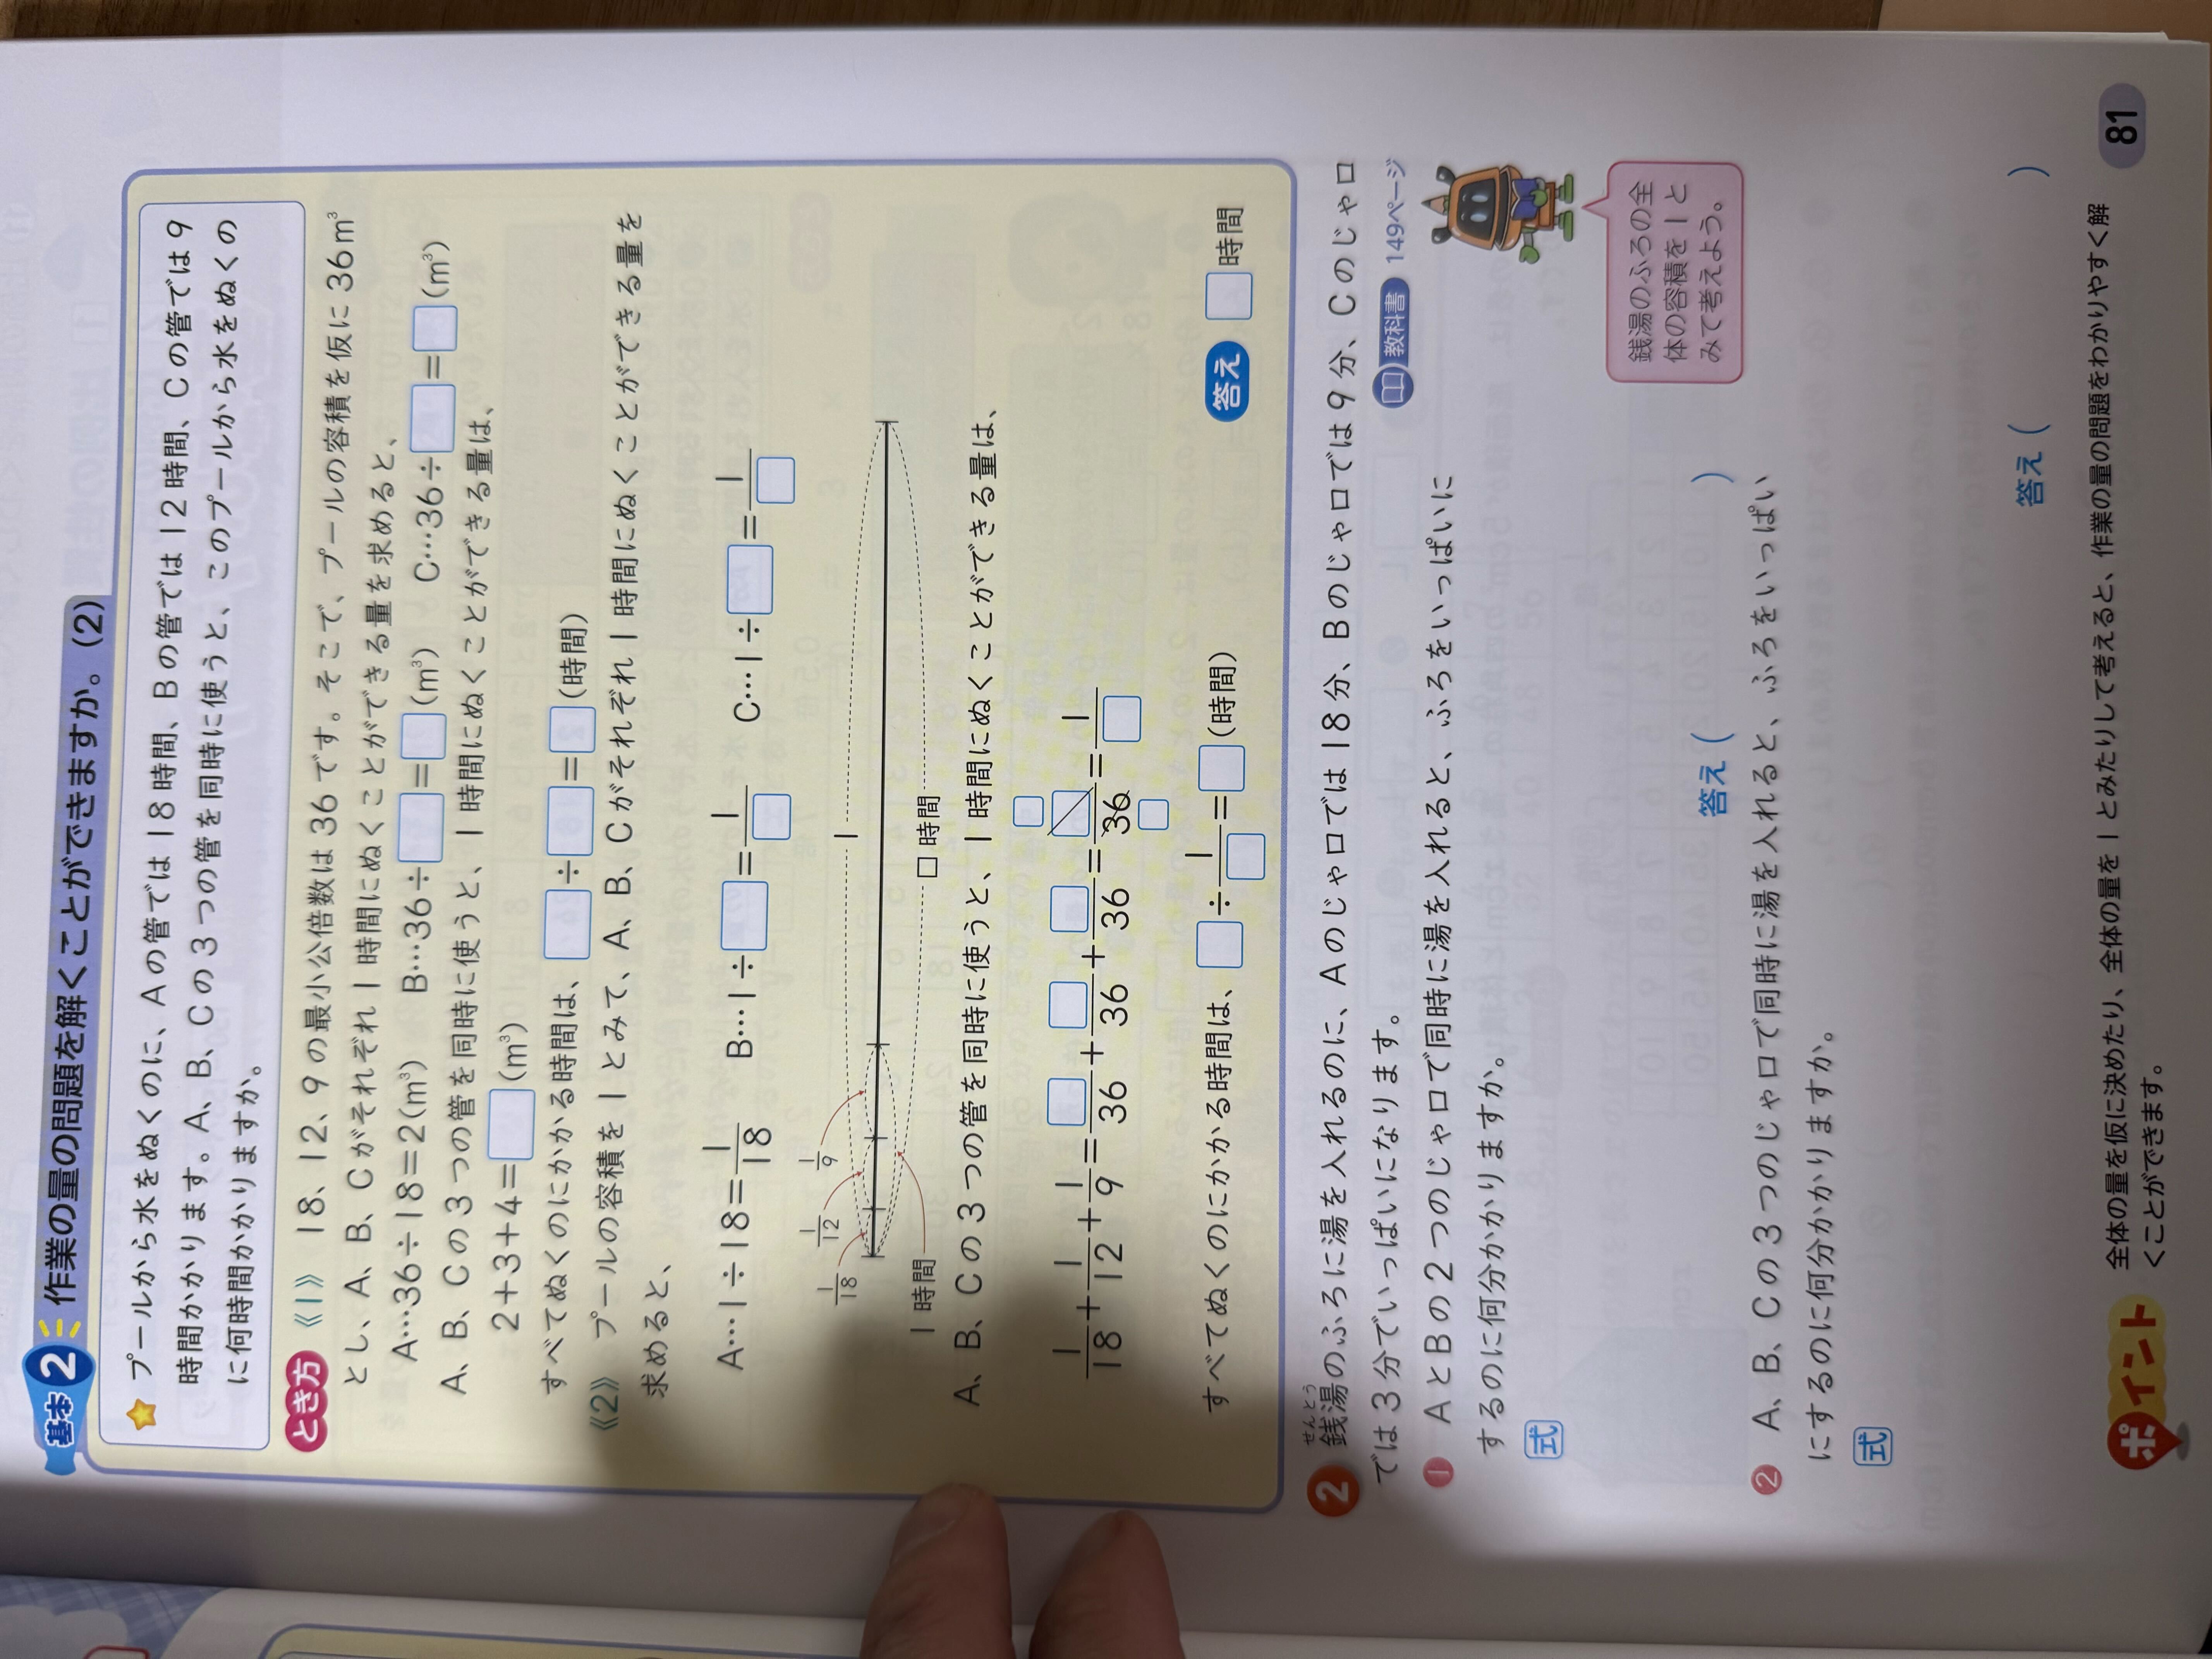 基本2 作業の量の問題を解くことができますか。(2)
プールから水をぬくのに、Aの管では18時間、Bの管では12時間、Cの管では9
時間かかります。A、B、Cの3つの管を同時に使うと、このプールから水をぬくの
に何時間かかりますか。
とき方 《1》 18、12、9の最小公倍数は36です。そこで、プールの容積を仮に36m³
とし、A、B、Cがそれぞれ1時間にぬくことができる量を求めると、
A…36÷18=2(m³) B…36÷□=□(m³) C…36÷□=□(m³)
A、B、Cの3つの管を同時に使うと、1時間にぬくことができる量は、
2+3+4=□(m³)
すべてぬくのにかかる時間は、□÷□=□(時間)
《2》 プールの容積を1とみて、A、B、Cがそれぞれ1時間にぬくことができる量を
求めると、
A…1÷18=1/18 B…1÷□=1/□ C…1÷□=1/□
1
1/18 1/12 1/9
1時間 □時間
A、B、Cの3つの管を同時に使うと、1時間にぬくことができる量は、
1/18+1/12+1/9=□/36+□/36+□/36=□/36=1/□
すべてぬくのにかかる時間は、□÷1/□=□(時間)
答え □時間
せんとう
2 銭湯のふろに湯を入れるのに、Aのじゃ口では18分、Bのじゃ口では9分、Cのじゃ口
では3分でいっぱいになります。 教科書 149ページ
1 AとBの2つのじゃ口で同時に湯を入れると、ふろをいっぱいに
するのに何分かかりますか。
式
銭湯のふろの全
体の容積を1と
みて考えよう。
答え( )
2 A、B、Cの3つのじゃ口で同時に湯を入れると、ふろをいっぱい
にするのに何分かかりますか。
式
答え( )
ポイント 全体の量を仮に決めたり、全体の量を1とみたりして考えると、作業の量の問題をわかりやすく解
くことができます。
81